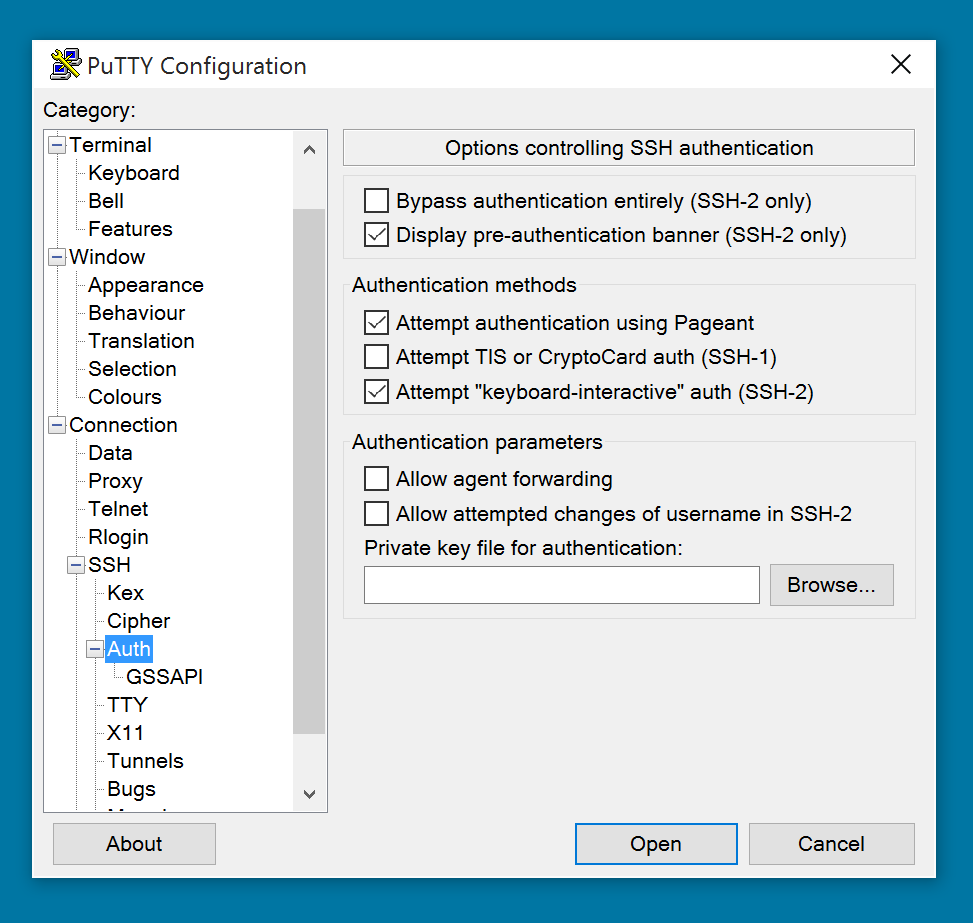 PuTTY Configuration
Category:
Terminal
Keyboard
Bell
Features
Window
Appearance
Behaviour
Translation
Selection
Colours
Connection
Data
Proxy
Telnet
Rlogin
SSH
Kex
Cipher
Auth
GSSAPI
TTY
X11
Tunnels
Bugs
Options controlling SSH authentication
Bypass authentication entirely (SSH-2 only)
Display pre-authentication banner (SSH-2 only)
Authentication methods
Attempt authentication using Pageant
Attempt TIS or CryptoCard auth (SSH-1)
Attempt "keyboard-interactive" auth (SSH-2)
Authentication parameters
Allow agent forwarding
Allow attempted changes of username in SSH-2
Private key file for authentication:
Browse...
About
Open
Cancel